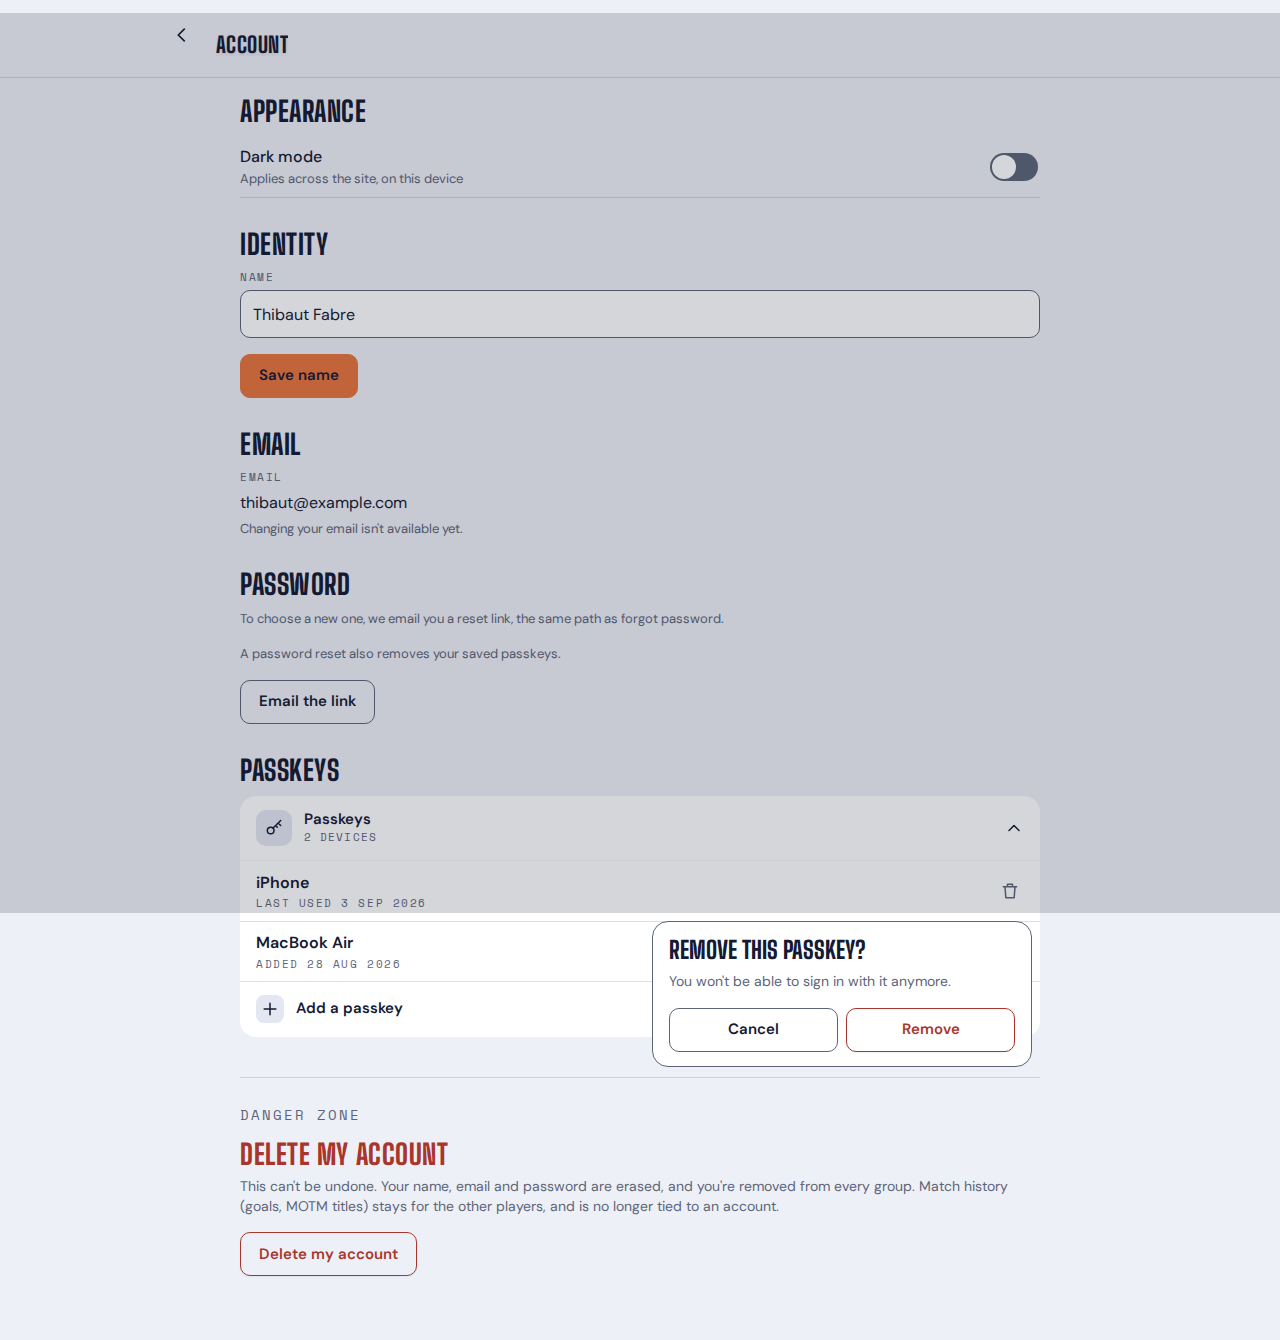 ACCOUNT
APPEARANCE
Dark mode
Applies across the site, on this device
IDENTITY
NAME
Thibaut Fabre
Save name
EMAIL
EMAIL
thibaut@example.com
Changing your email isn't available yet.
PASSWORD
To choose a new one, we email you a reset link, the same path as forgot password.
A password reset also removes your saved passkeys.
Email the link
PASSKEYS
Passkeys
2 DEVICES
iPhone
LAST USED 3 SEP 2026
MacBook Air
ADDED 28 AUG 2026
Add a passkey
REMOVE THIS PASSKEY?
You won't be able to sign in with it anymore.
Cancel
Remove
DANGER ZONE
DELETE MY ACCOUNT
This can't be undone. Your name, email and password are erased, and you're removed from every group. Match history
(goals, MOTM titles) stays for the other players, and is no longer tied to an account.
Delete my account